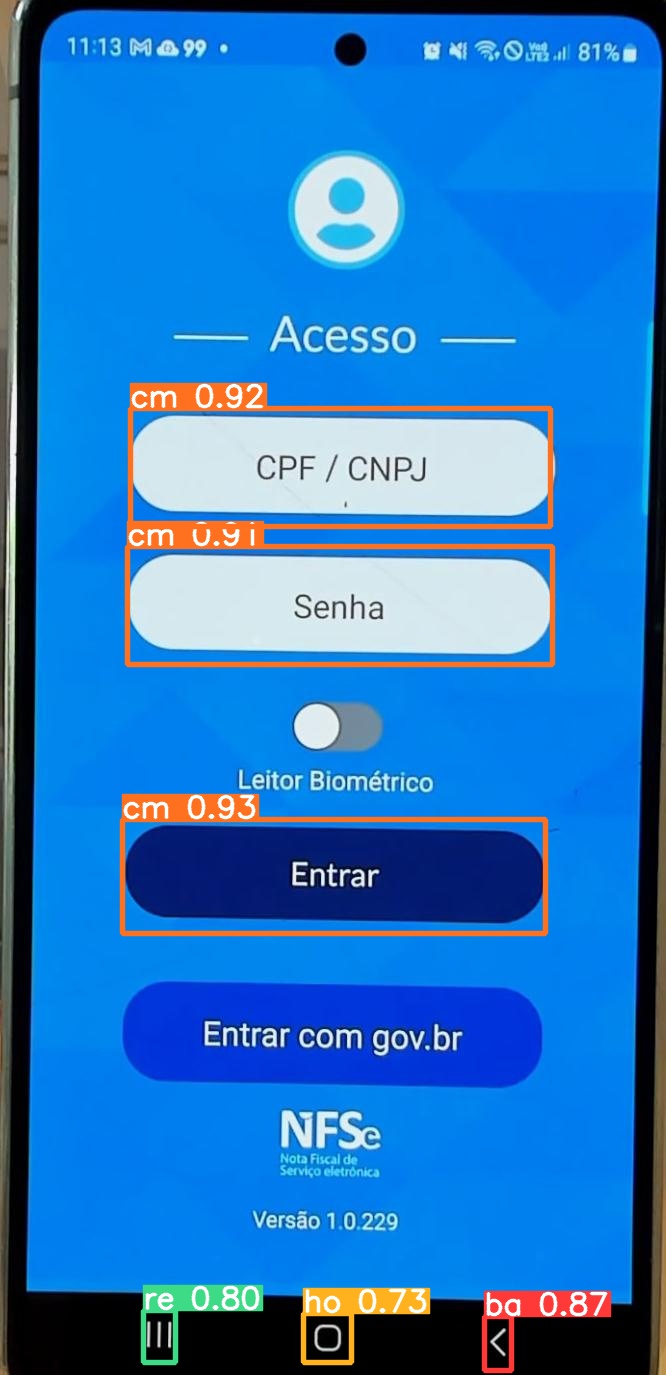 11:13 99 Vod LTE2 81%
Acesso
cm 0.92
CPF / CNPJ
cm 0.91
Senha
Leitor Biométrico
cm 0.93
Entrar
Entrar com gov.br
NFSe
Nota Fiscal de
Serviço eletrônica
Versão 1.0.229
re 0.80 ho 0.73 ba 0.87